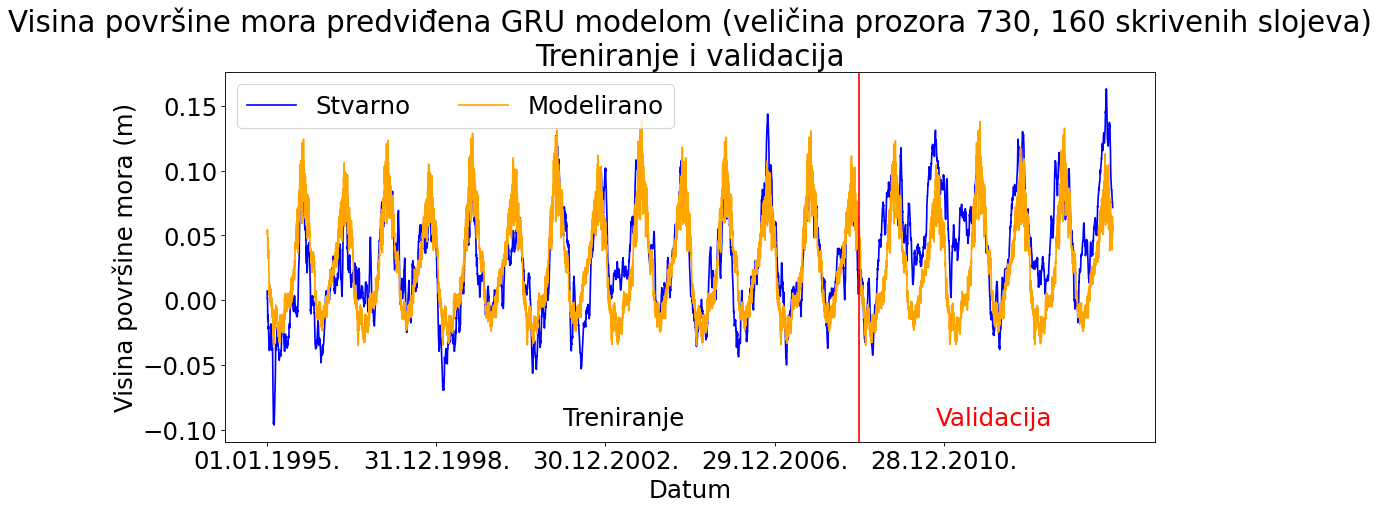 Visina površine mora predviđena GRU modelom (veličina prozora 730, 160 skrivenih slojeva)
Treniranje i validacija
Stvarno Modelirano
Visina površine mora (m)
0.15
0.10
0.05
0.00
−0.05
−0.10
Treniranje
Validacija
01.01.1995. 31.12.1998. 30.12.2002. 29.12.2006. 28.12.2010.
Datum